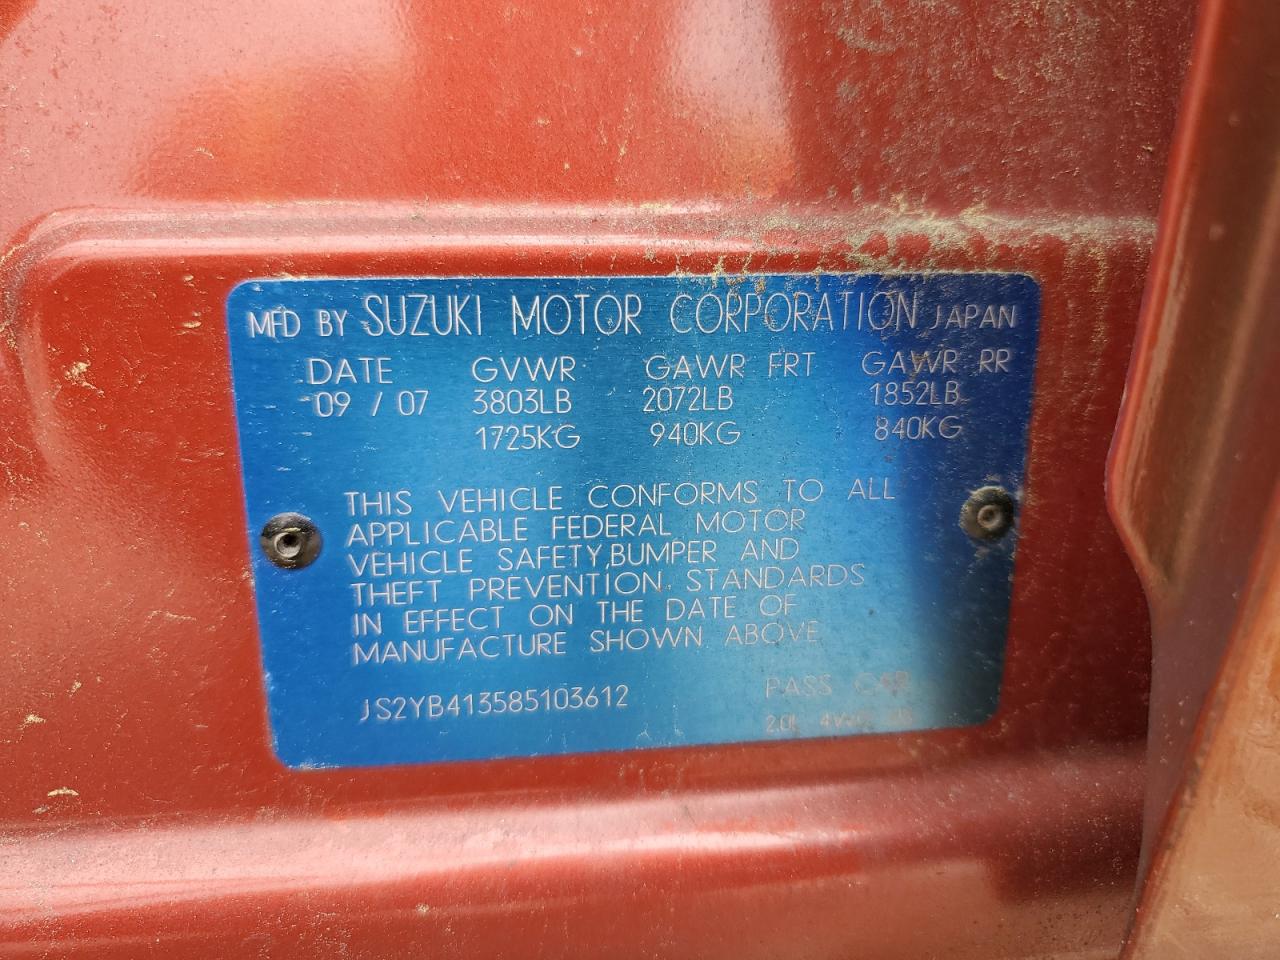 MFD BY SUZUKI MOTOR CORPORATION JAPAN
DATE GVWR GAWR FRT GAWR RR
09 / 07 3803LB 2072LB 1852LB
1725KG 940KG 840KG
THIS VEHICLE CONFORMS TO ALL
APPLICABLE FEDERAL MOTOR
VEHICLE SAFETY,BUMPER AND
THEFT PREVENTION STANDARDS
IN EFFECT ON THE DATE OF
MANUFACTURE SHOWN ABOVE
JS2YB413585103612 PASS CAR
2.0L